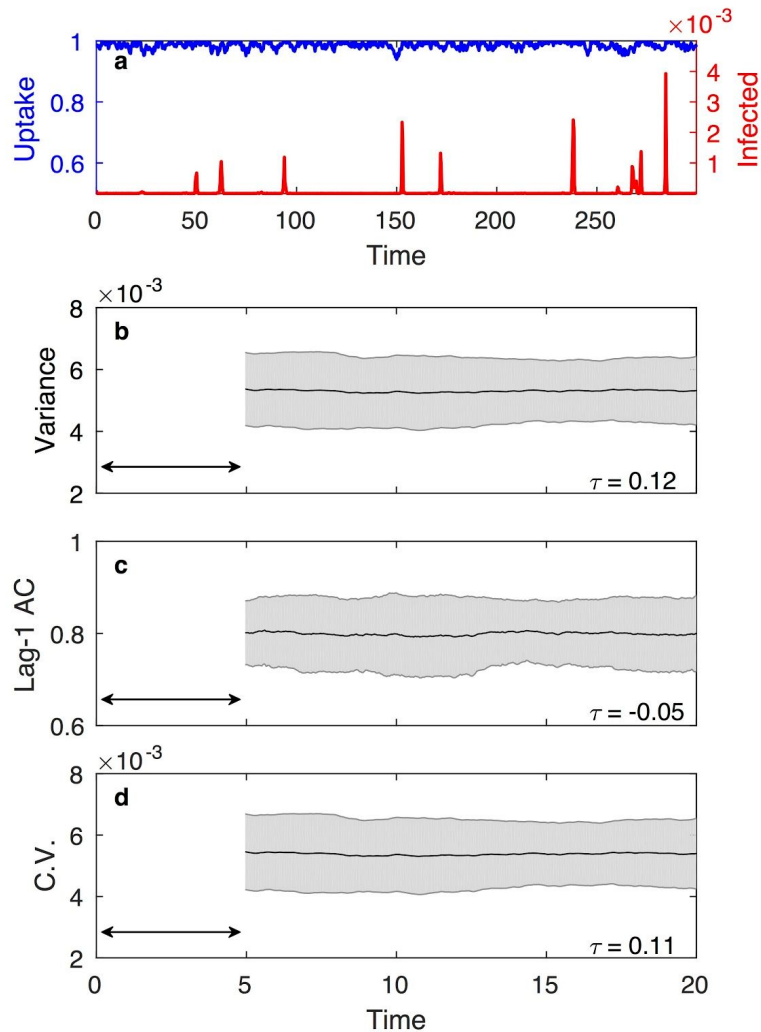 ×10⁻³
a
Uptake
1
0.8
0.6
4
3
2
1
Infected
0 50 100 150 200 250
Time
×10⁻³
b
Variance
8
6
4
2
τ = 0.12
c
Lag-1 AC
1
0.8
0.6
τ = -0.05
×10⁻³
d
C.V.
8
6
4
2
τ = 0.11
0 5 10 15 20
Time